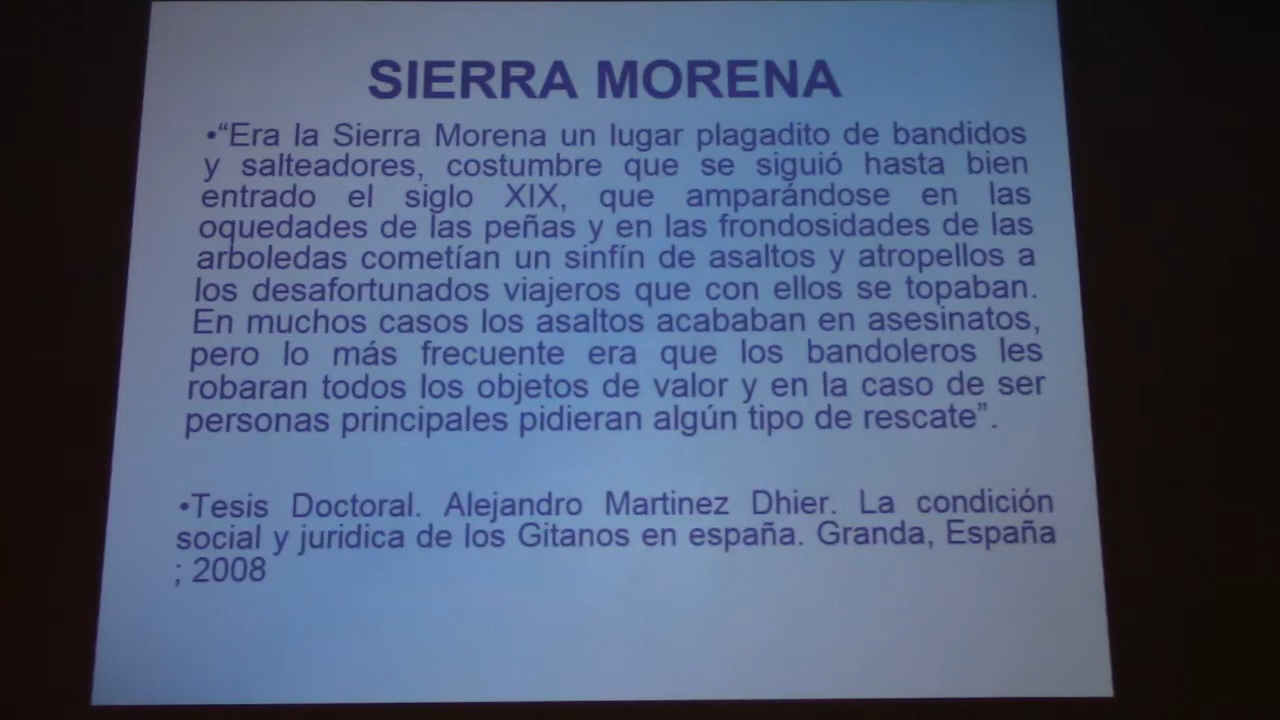 SIERRA MORENA
•“Era la Sierra Morena un lugar plagadito de bandidos
y salteadores, costumbre que se siguió hasta bien
entrado el siglo XIX, que amparándose en las
oquedades de las peñas y en las frondosidades de las
arboledas cometían un sinfín de asaltos y atropellos a
los desafortunados viajeros que con ellos se topaban.
En muchos casos los asaltos acababan en asesinatos,
pero lo más frecuente era que los bandoleros les
robaran todos los objetos de valor y en la caso de ser
personas principales pidieran algún tipo de rescate”.
•Tesis Doctoral. Alejandro Martinez Dhier. La condición
social y juridica de los Gitanos en españa. Granda, España
; 2008